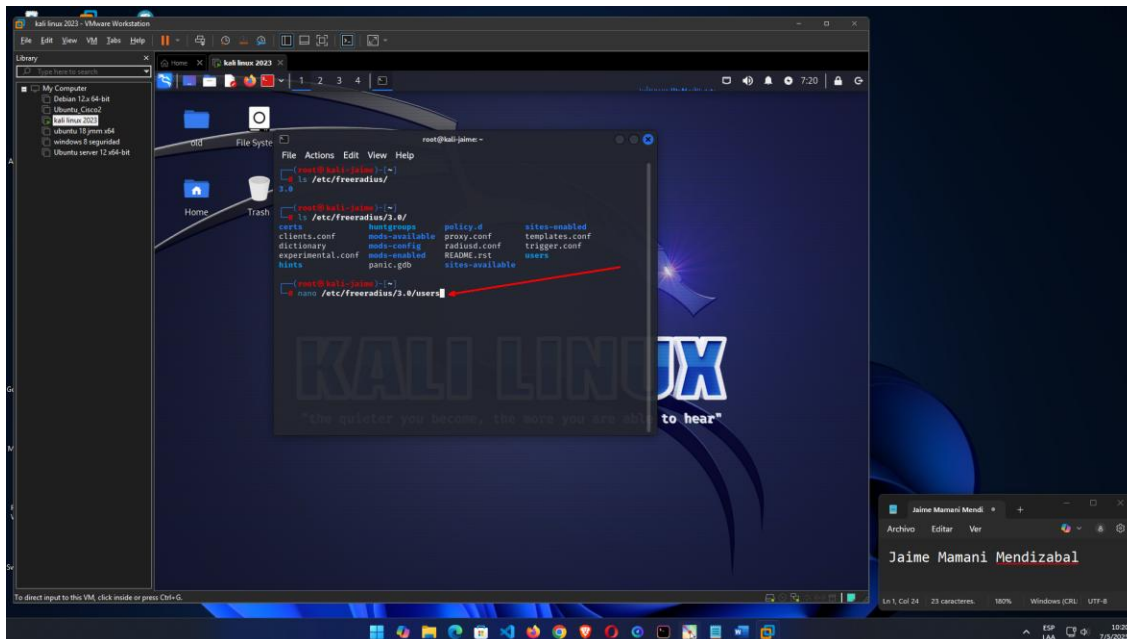 kali linux 2023 - VMware Workstation
File Edit View VM Tabs Help
Library
Type here to search
My Computer
Debian 12.x 64-bit
Ubuntu_Cisco2
kali linux 2023
ubuntu 18 jmm x64
windows 8 seguridad
Ubuntu server 12 x64-bit
Home
kali linux 2023
1 2 3 4
7:20
old
File Syste
Home
Trash
root@kali-jaime: ~
File Actions Edit View Help
(root㉿kali-jaime)-[~]
# ls /etc/freeradius/
3.0
(root㉿kali-jaime)-[~]
# ls /etc/freeradius/3.0/
certs huntgroups policy.d sites-enabled
clients.conf mods-available proxy.conf templates.conf
dictionary mods-config radiusd.conf trigger.conf
experimental.conf mods-enabled README.rst users
hints panic.gdb sites-available
(root㉿kali-jaime)-[~]
# nano /etc/freeradius/3.0/users
KALI LINUX
"the quieter you become, the more you are able to hear"
To direct input to this VM, click inside or press Ctrl+G.
Jaime Mamani Mendi
Archivo Editar Ver
Jaime Mamani Mendizabal
Ln 1, Col 24 23 caracteres. 180% Windows (CRL UTF-8
ESP
LAA